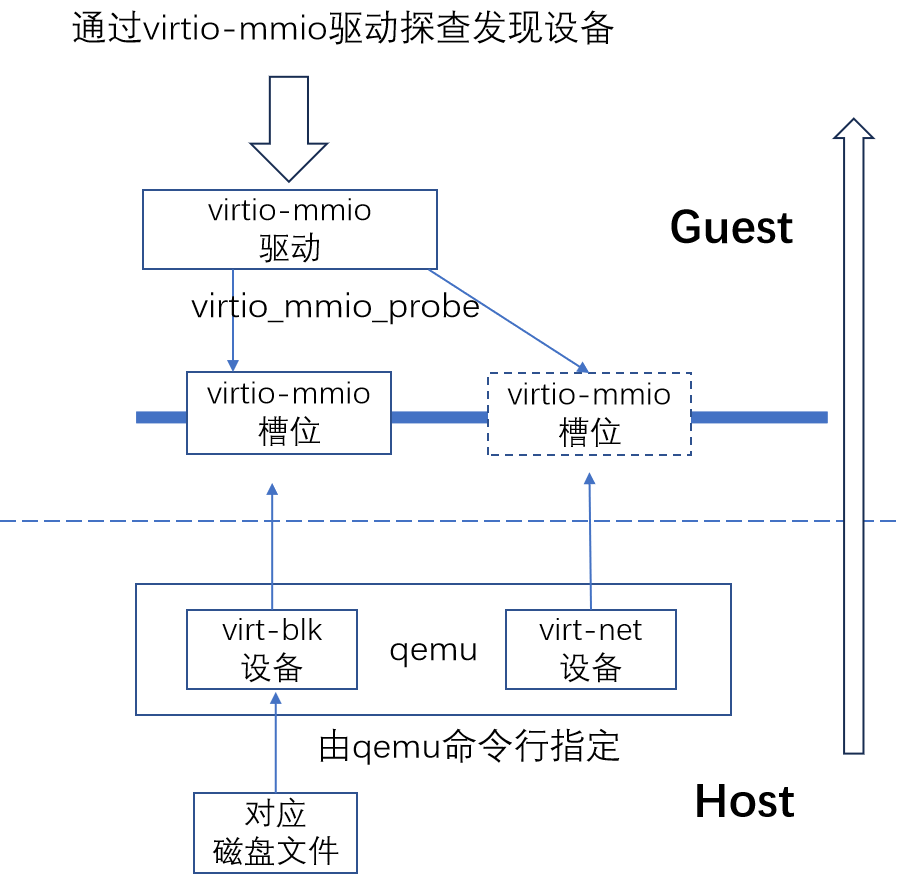 通过virtio-mmio驱动探查发现设备
virtio-mmio
驱动
Guest
virtio_mmio_probe
virtio-mmio
槽位
virtio-mmio
槽位
virt-blk
设备
qemu
virt-net
设备
由qemu命令行指定
Host
对应
磁盘文件